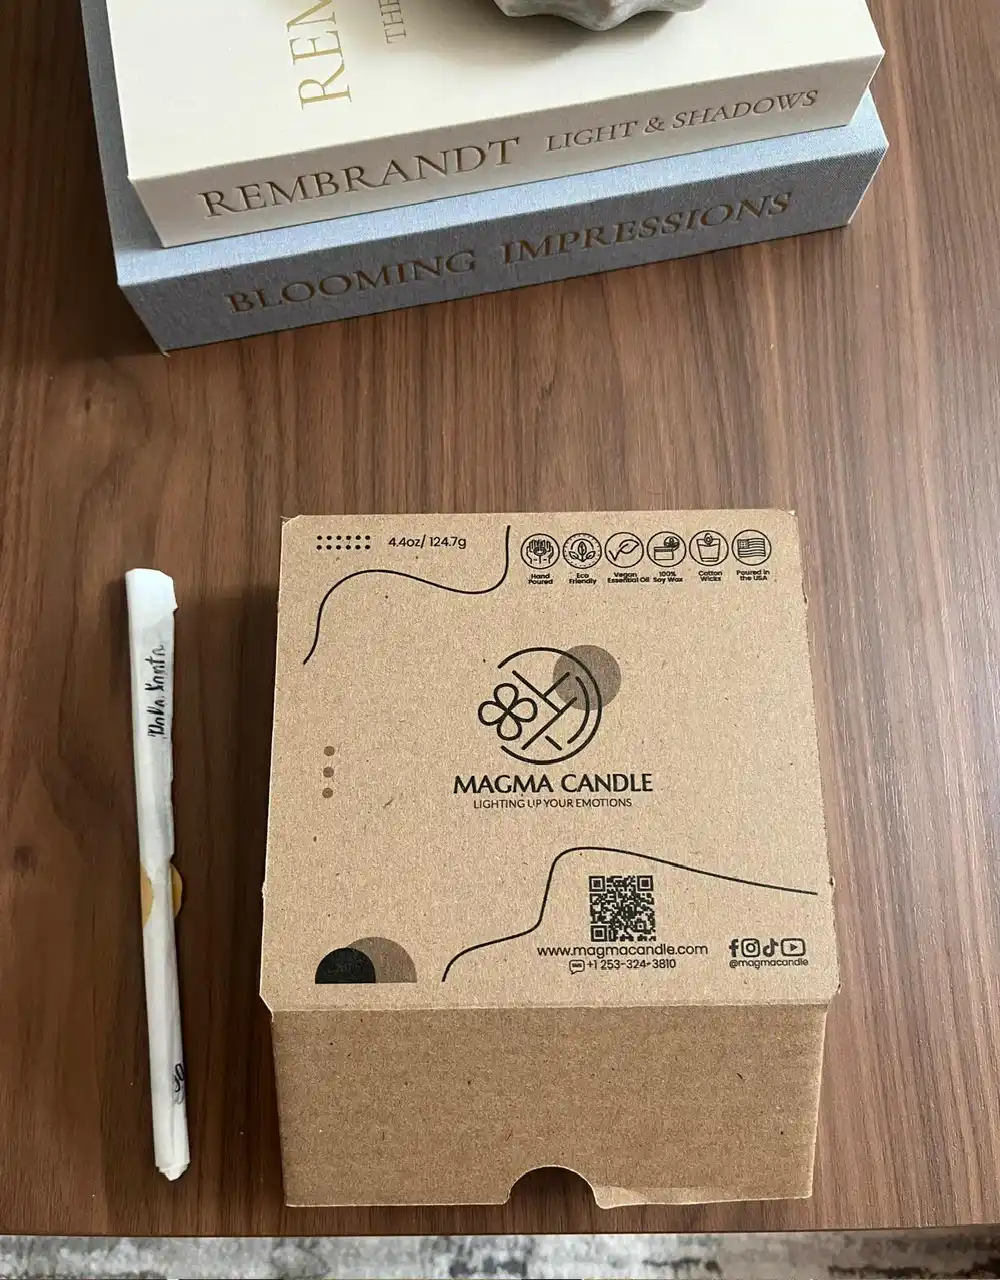 REM
THE
REMBRANDT LIGHT & SHADOWS
BLOOMING IMPRESSIONS
4.4oz/ 124.7g
Hand
Poured
Eco
Friendly
Vegan
Essential Oil
100%
Soy Wax
Cotton
Wicks
Poured in
the USA
MAGMA CANDLE
LIGHTING UP YOUR EMOTIONS
www.magmacandle.com
+1 253-324-3810
@magmacandle